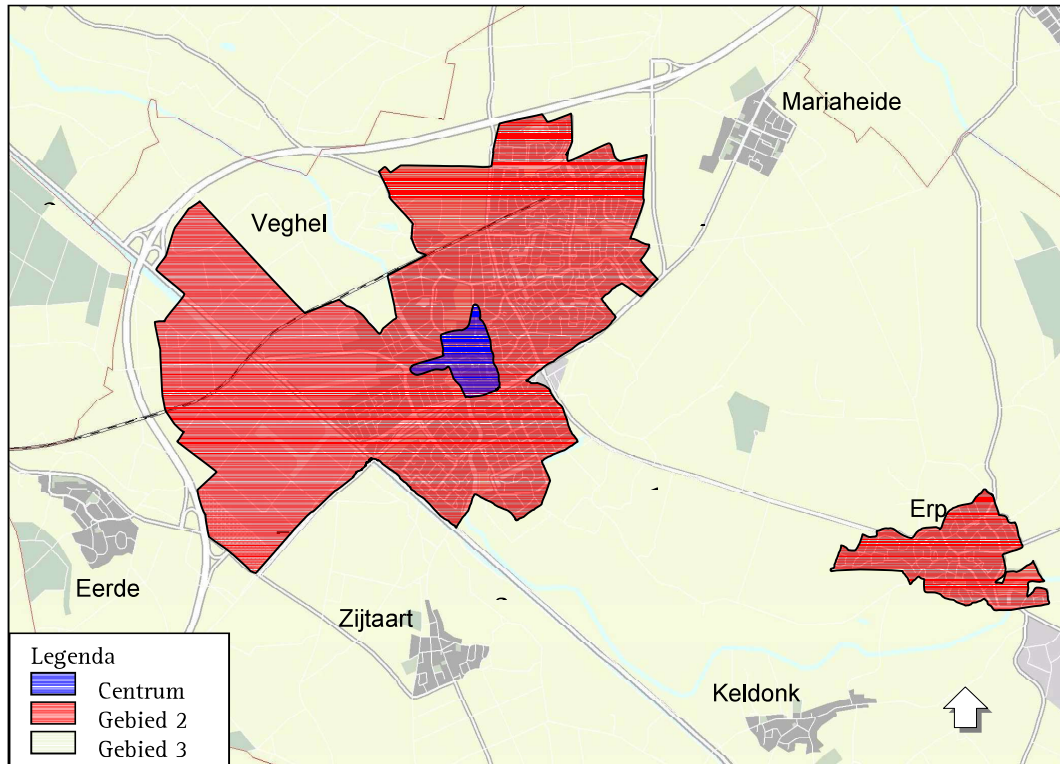 Mariaheide
Veghel
Erp
Eerde
Zijtaart
Keldonk
Legenda
Centrum
Gebied 2
Gebied 3